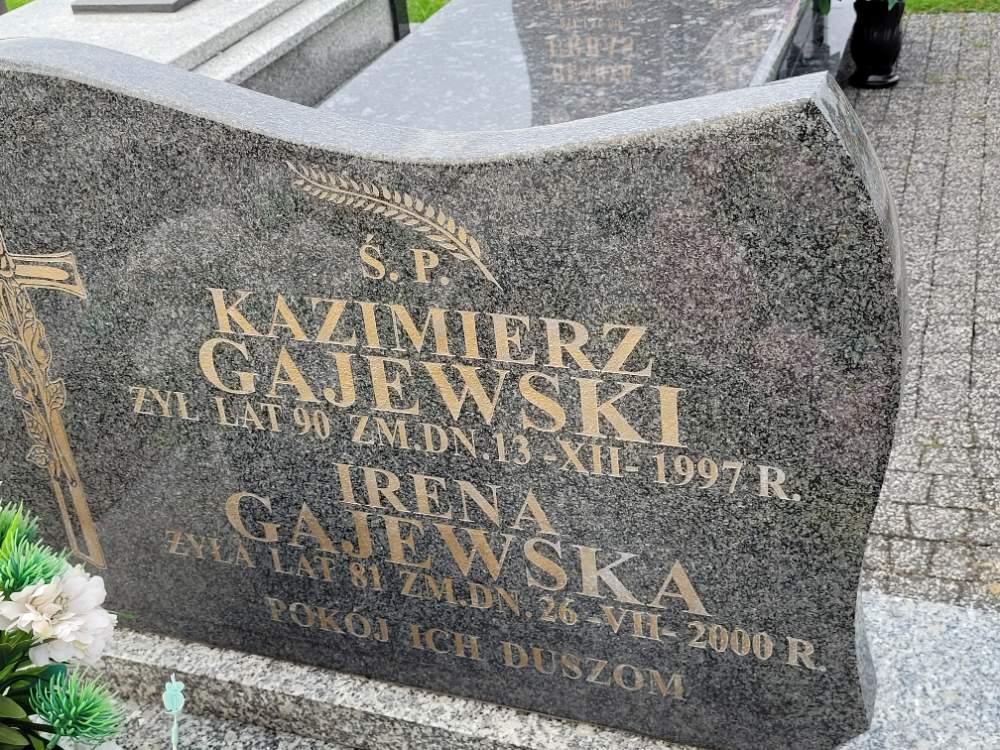 Ś. P.
KAZIMIERZ
GAJEWSKI
ŻYŁ LAT 90 ZM.DN.13-XII-1997 R.
IRENA
GAJEWSKA
ŻYŁA LAT 81 ZM.DN.26-VII-2000 R.
POKÓJ ICH DUSZOM